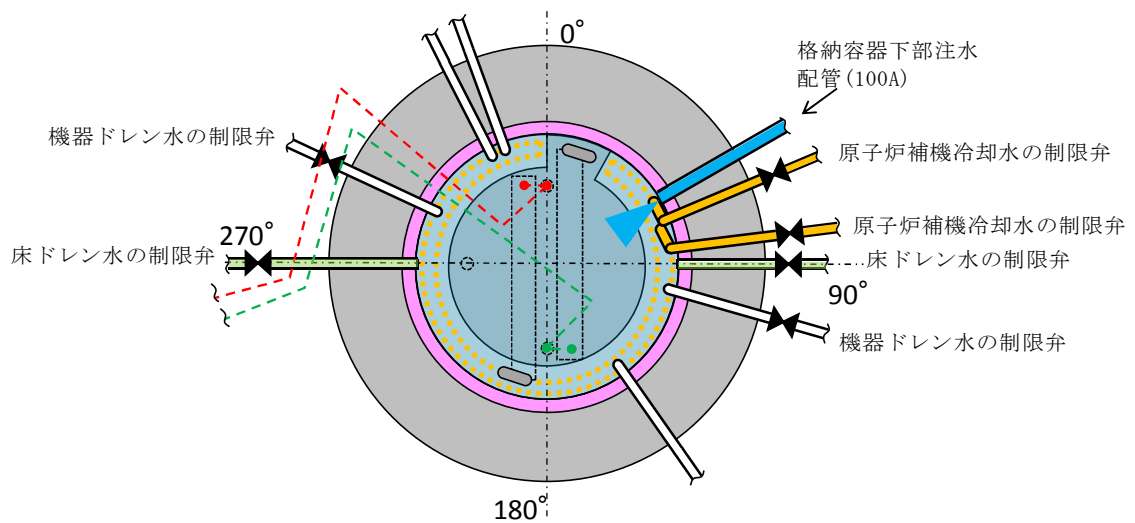 0°
格納容器下部注水
配管(100A)
機器ドレン水の制限弁
原子炉補機冷却水の制限弁
原子炉補機冷却水の制限弁
270°
床ドレン水の制限弁
床ドレン水の制限弁
90°
機器ドレン水の制限弁
180°